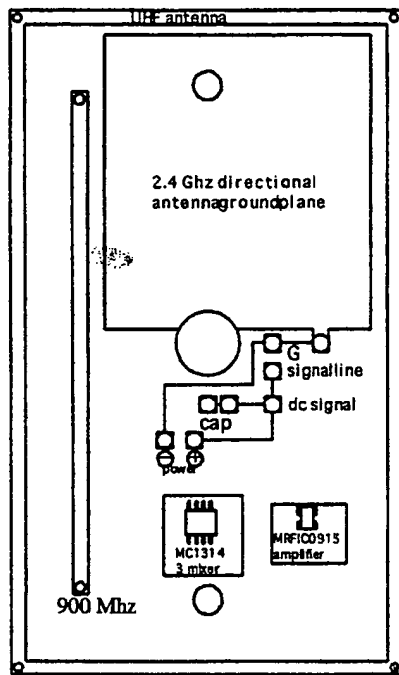 UHF antenna
2.4 Ghz directional
antennagroundplane
G
signalline
dc signal
cap
power
MC1314
3 mixer
MRFIC0915
amplifier
900 Mhz